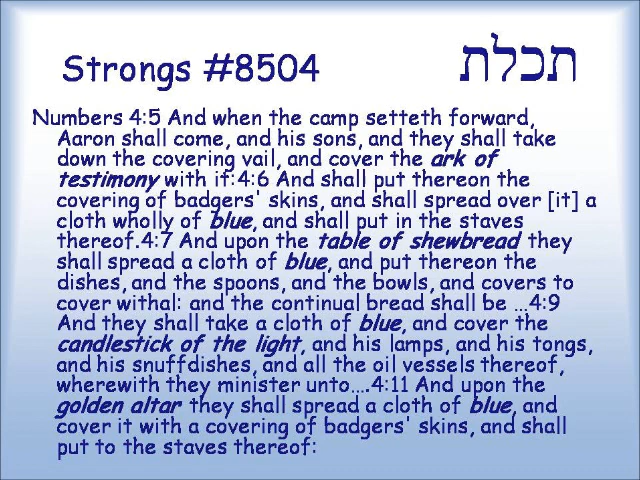 Strongs #8504 תכלת
Numbers 4:5 And when the camp setteth forward,
Aaron shall come, and his sons, and they shall take
down the covering vail, and cover the ark of
testimony with it:4:6 And shall put thereon the
covering of badgers' skins, and shall spread over [it] a
cloth wholly of blue, and shall put in the staves
thereof.4:7 And upon the table of shewbread they
shall spread a cloth of blue, and put thereon the
dishes, and the spoons, and the bowls, and covers to
cover withal: and the continual bread shall be …4:9
And they shall take a cloth of blue, and cover the
candlestick of the light, and his lamps, and his tongs,
and his snuffdishes, and all the oil vessels thereof,
wherewith they minister unto….4:11 And upon the
golden altar they shall spread a cloth of blue, and
cover it with a covering of badgers' skins, and shall
put to the staves thereof: